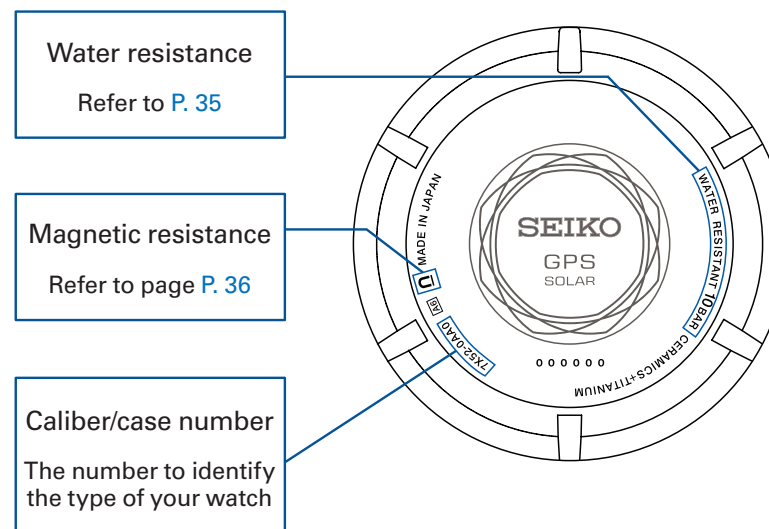 Water resistance
Refer to P. 35
Magnetic resistance
Refer to page P. 36
Caliber/case number
The number to identify
the type of your watch
SEIKO
GPS
SOLAR
MADE IN JAPAN
A6
7X52-0AA0
WATER RESISTANT 10BAR CERAMICS+TITANIUM
000000